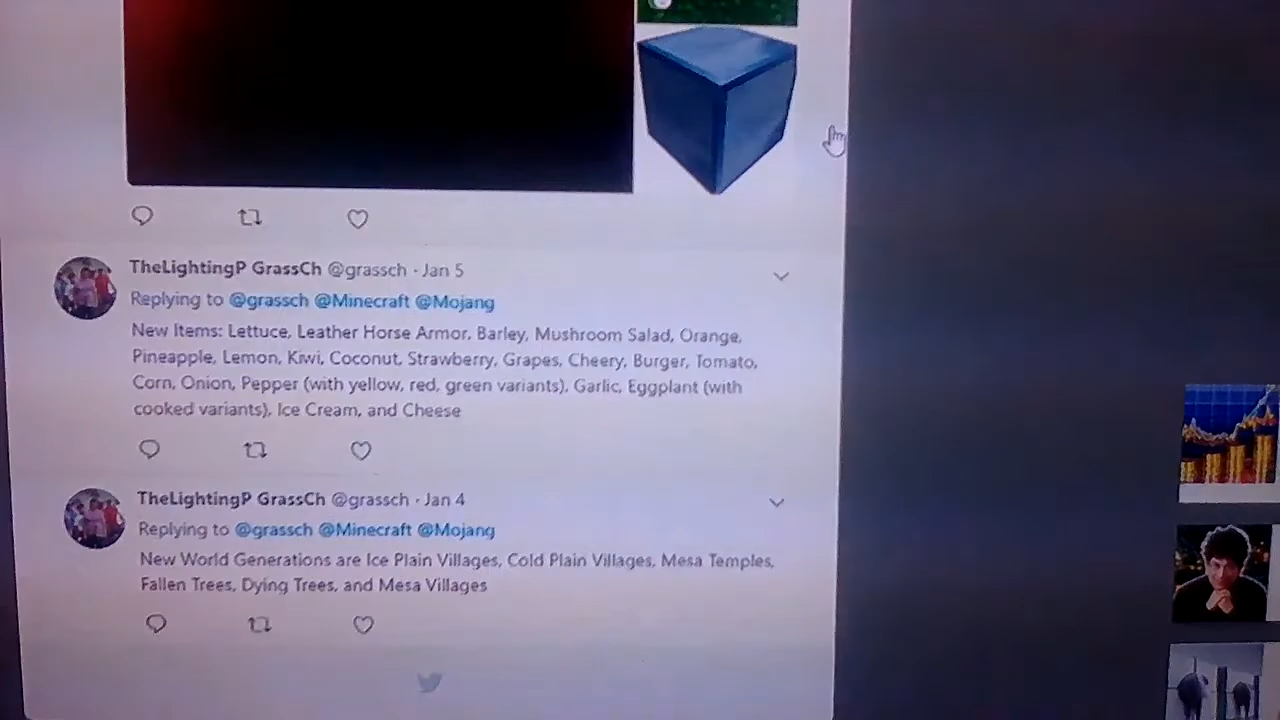 TheLightingP GrassCh @grassch · Jan 5
Replying to @grassch @Minecraft @Mojang
New Items: Lettuce, Leather Horse Armor, Barley, Mushroom Salad, Orange,
Pineapple, Lemon, Kiwi, Coconut, Strawberry, Grapes, Cheery, Burger, Tomato,
Corn, Onion, Pepper (with yellow, red, green variants), Garlic, Eggplant (with
cooked variants), Ice Cream, and Cheese
TheLightingP GrassCh @grassch · Jan 4
Replying to @grassch @Minecraft @Mojang
New World Generations are Ice Plain Villages, Cold Plain Villages, Mesa Temples,
Fallen Trees, Dying Trees, and Mesa Villages